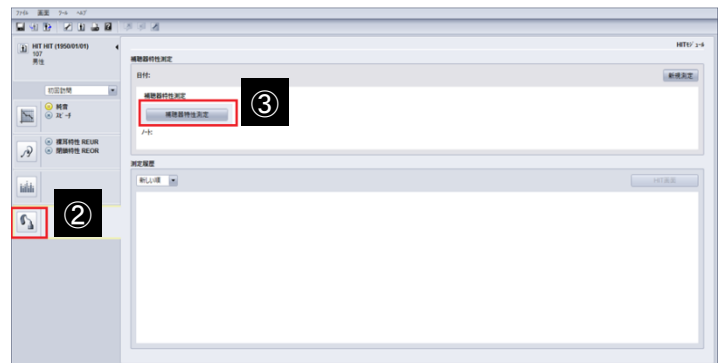 ファイル 画面 ツール ヘルプ
HIT HIT (1950/01/01)
107
男性
初回訪問
純音
スピーチ
裸耳特性 REUR
閉鎖特性 REOR
②
HITモジュール
補聴器特性測定
日付:
新規測定
補聴器特性測定
補聴器特性測定
③
ノート:
測定履歴
新しい順
HIT画面